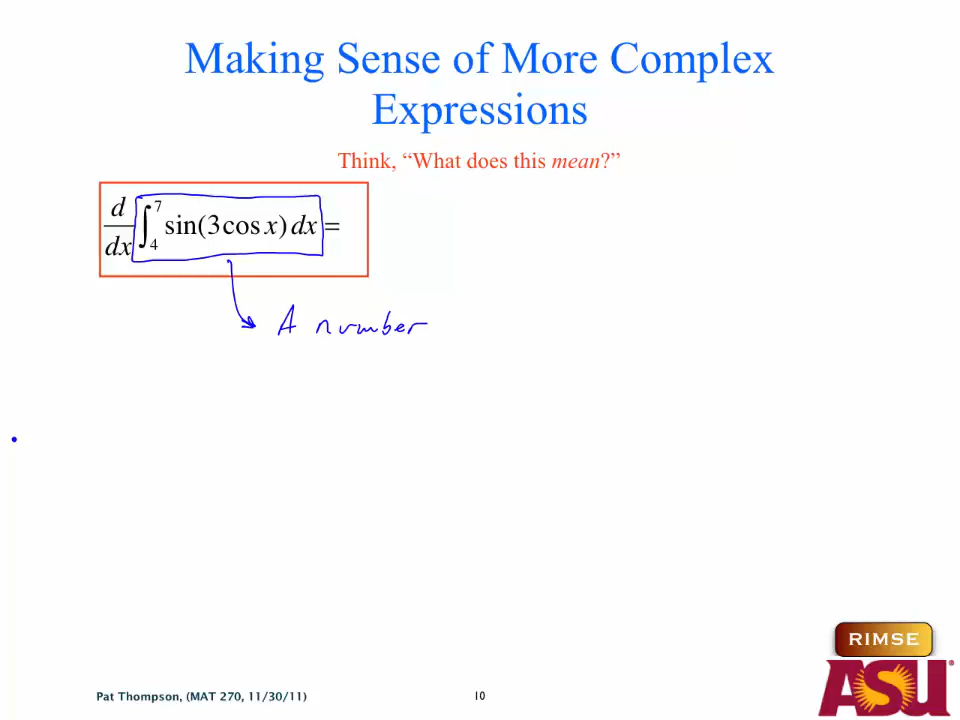 Making Sense of More Complex
Expressions
Think, “What does this mean?”
d/dx ∫₄⁷ sin(3cos x) dx =
A number
RIMSE
ASU®
Pat Thompson, (MAT 270, 11/30/11)
10